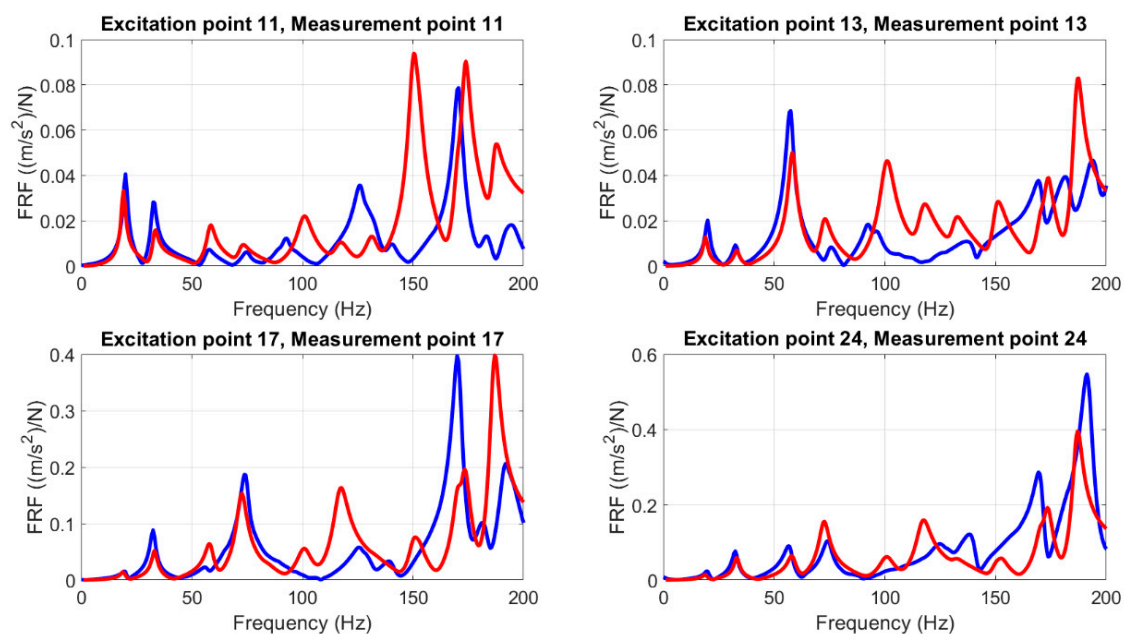 Excitation point 11, Measurement point 11
0.1
0.08
0.06
0.04
0.02
0
FRF ((m/s²)/N)
0 50 100 150 200
Frequency (Hz)
Excitation point 13, Measurement point 13
0.1
0.08
0.06
0.04
0.02
0
FRF ((m/s²)/N)
0 50 100 150 200
Frequency (Hz)
Excitation point 17, Measurement point 17
0.4
0.3
0.2
0.1
0
FRF ((m/s²)/N)
0 50 100 150 200
Frequency (Hz)
Excitation point 24, Measurement point 24
0.6
0.4
0.2
0
FRF ((m/s²)/N)
0 50 100 150 200
Frequency (Hz)